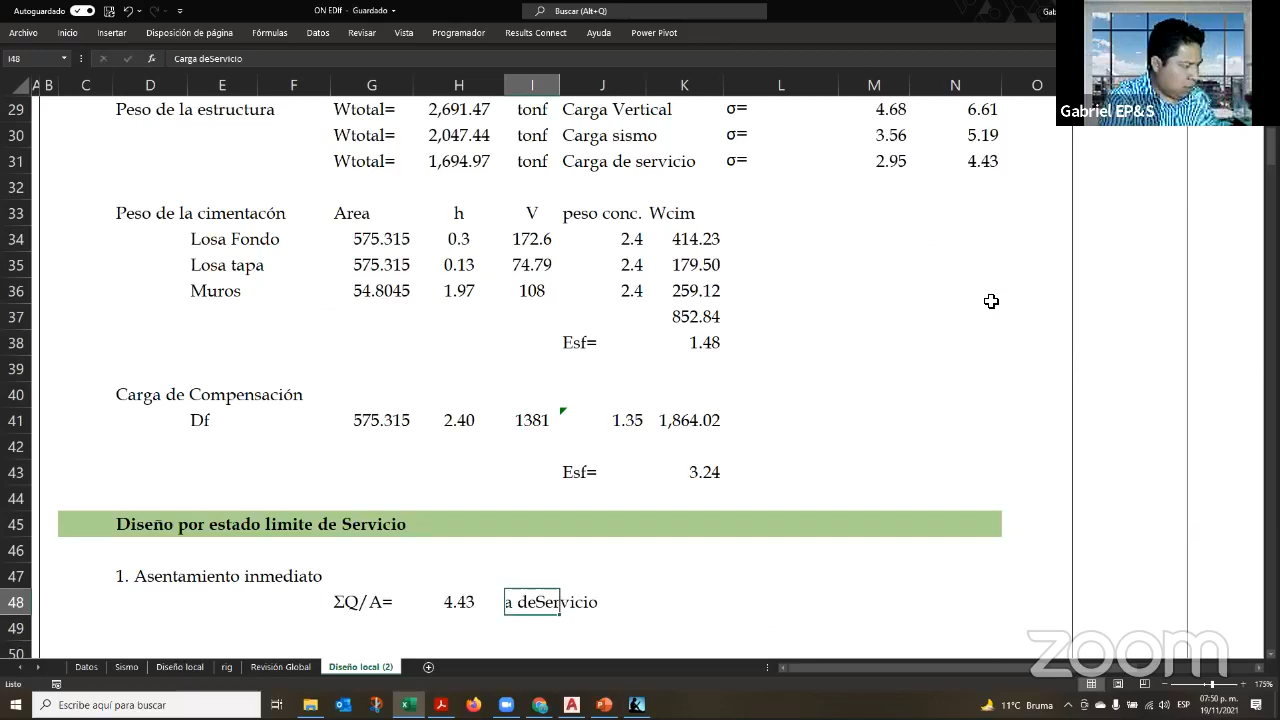 Autoguardado
ON EDIf - Guardado
Buscar (Alt+Q)
Archivo Inicio Insertar Disposición de página Fórmulas Datos Revisar Vista Programador Results Connect Ayuda Power Pivot
I48 Carga deServicio
A B C D E F G H I J K L M N O
29 Peso de la estructura Wtotal= 2,691.47 tonf Carga Vertical σ= 4.68 6.61
30 Wtotal= 2,047.44 tonf Carga sismo σ= 3.56 5.19
31 Wtotal= 1,694.97 tonf Carga de servicio σ= 2.95 4.43
32
33 Peso de la cimentacón Area h V peso conc. Wcim
34 Losa Fondo 575.315 0.3 172.6 2.4 414.23
35 Losa tapa 575.315 0.13 74.79 2.4 179.50
36 Muros 54.8045 1.97 108 2.4 259.12
37 852.84
38 Esf= 1.48
39
40 Carga de Compensación
41 Df 575.315 2.40 1381 1.35 1,864.02
42
43 Esf= 3.24
44
45 Diseño por estado limite de Servicio
46
47 1. Asentamiento inmediato
48 ΣQ/A= 4.43 a deServicio
49
50
Gabriel EP&S
zoom
Datos Sismo Diseño local rig Revisión Global Diseño local (2)
Listo 175%
Escribe aquí para buscar
11°C Bruma ESP 07:50 p. m.
19/11/2021